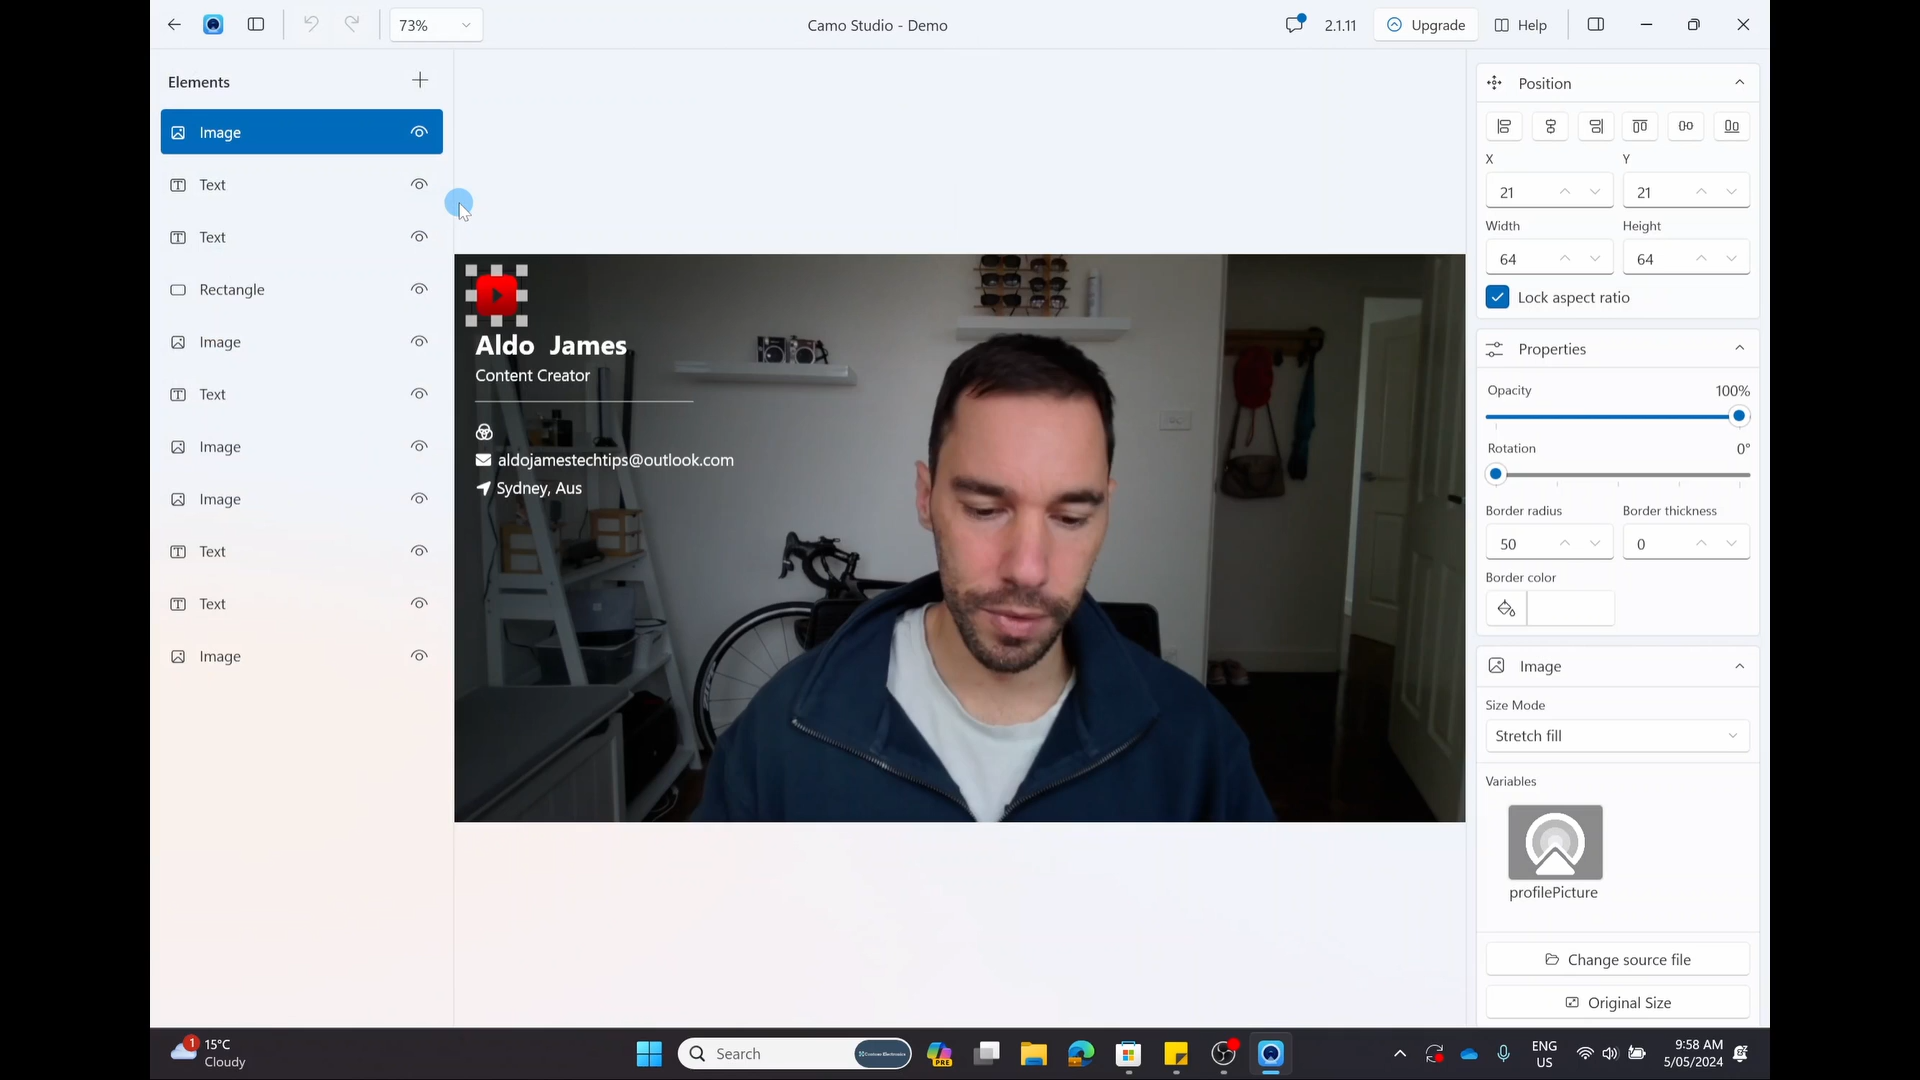 73%
Camo Studio - Demo
2.1.11
Upgrade
Help
Elements
Image
Text
Text
Rectangle
Image
Text
Image
Image
Text
Text
Image
Aldo James
Content Creator
aldojamestechtips@outlook.com
Sydney, Aus
Position
X
Y
21
21
Width
Height
64
64
Lock aspect ratio
Properties
Opacity
100%
Rotation
0°
Border radius
Border thickness
50
0
Border color
Image
Size Mode
Stretch fill
Variables
profilePicture
Change source file
Original Size
1
15°C
Cloudy
Search
PRE
ENG
US
9:58 AM
5/05/2024